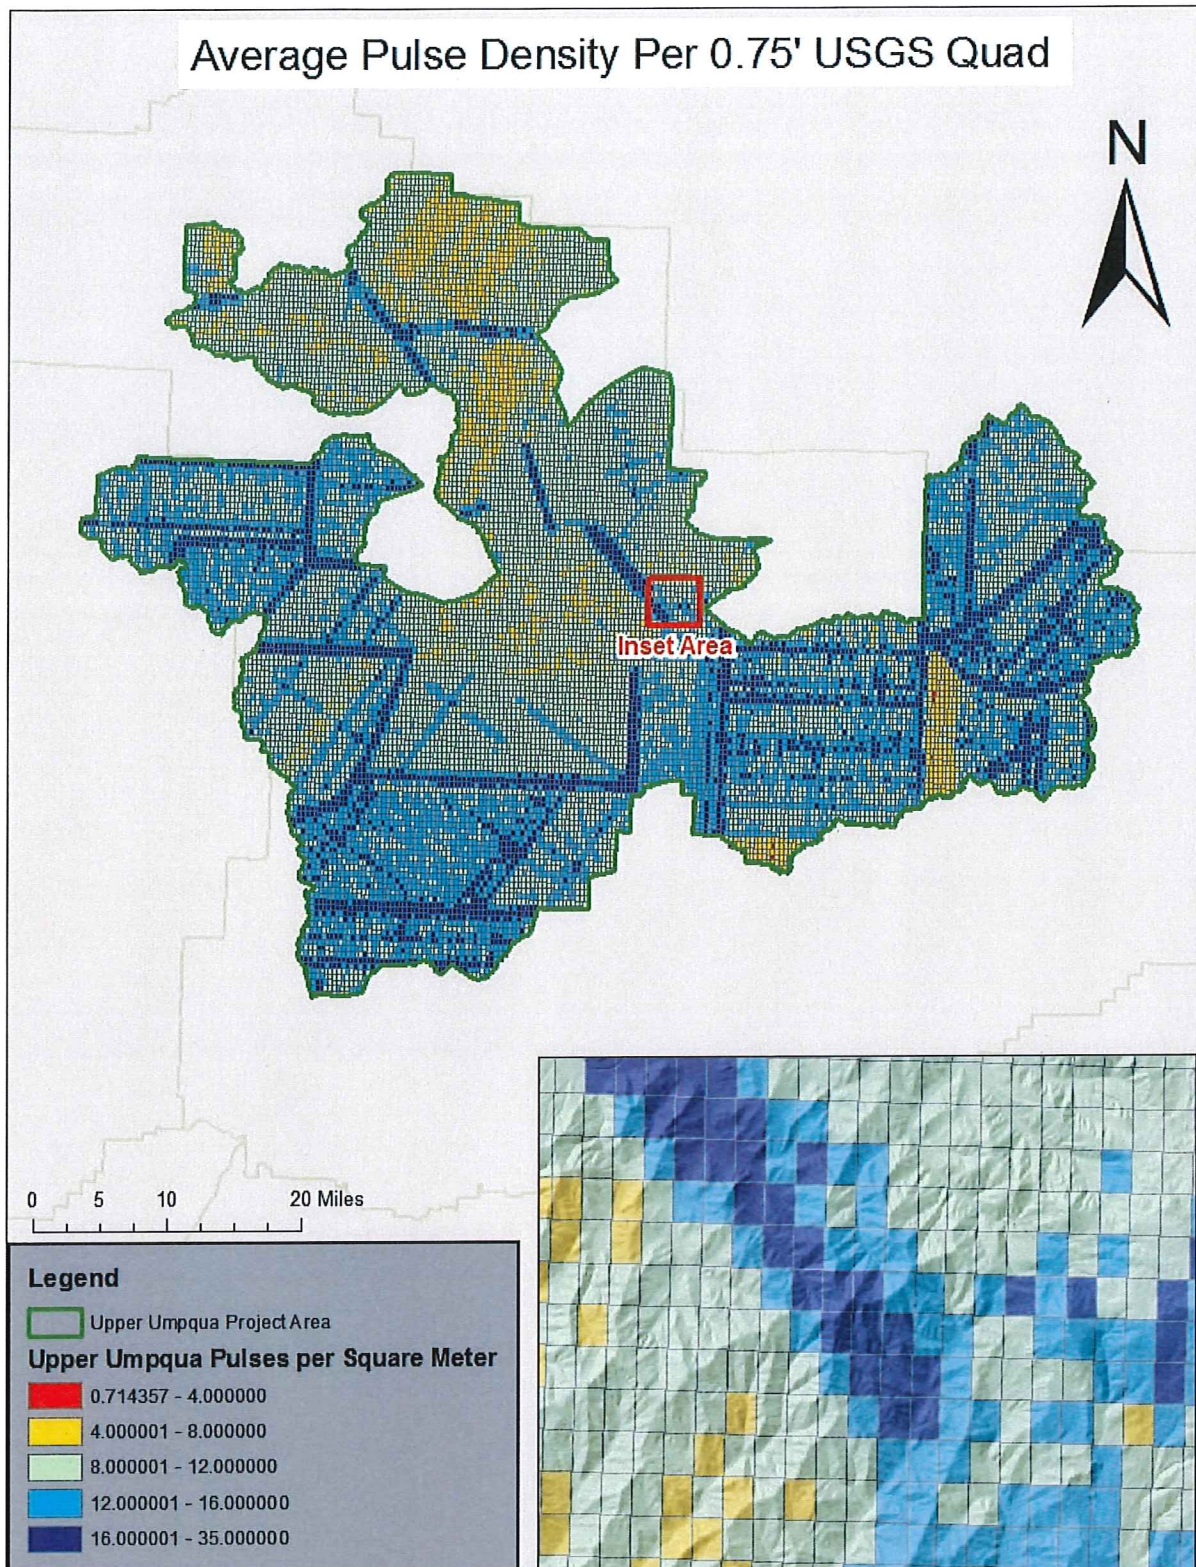 Average Pulse Density Per 0.75' USGS Quad
N
Inset Area
0 5 10 20 Miles
Legend
Upper Umpqua Project Area
Upper Umpqua Pulses per Square Meter
0.714357 - 4.000000
4.000001 - 8.000000
8.000001 - 12.000000
12.000001 - 16.000000
16.000001 - 35.000000